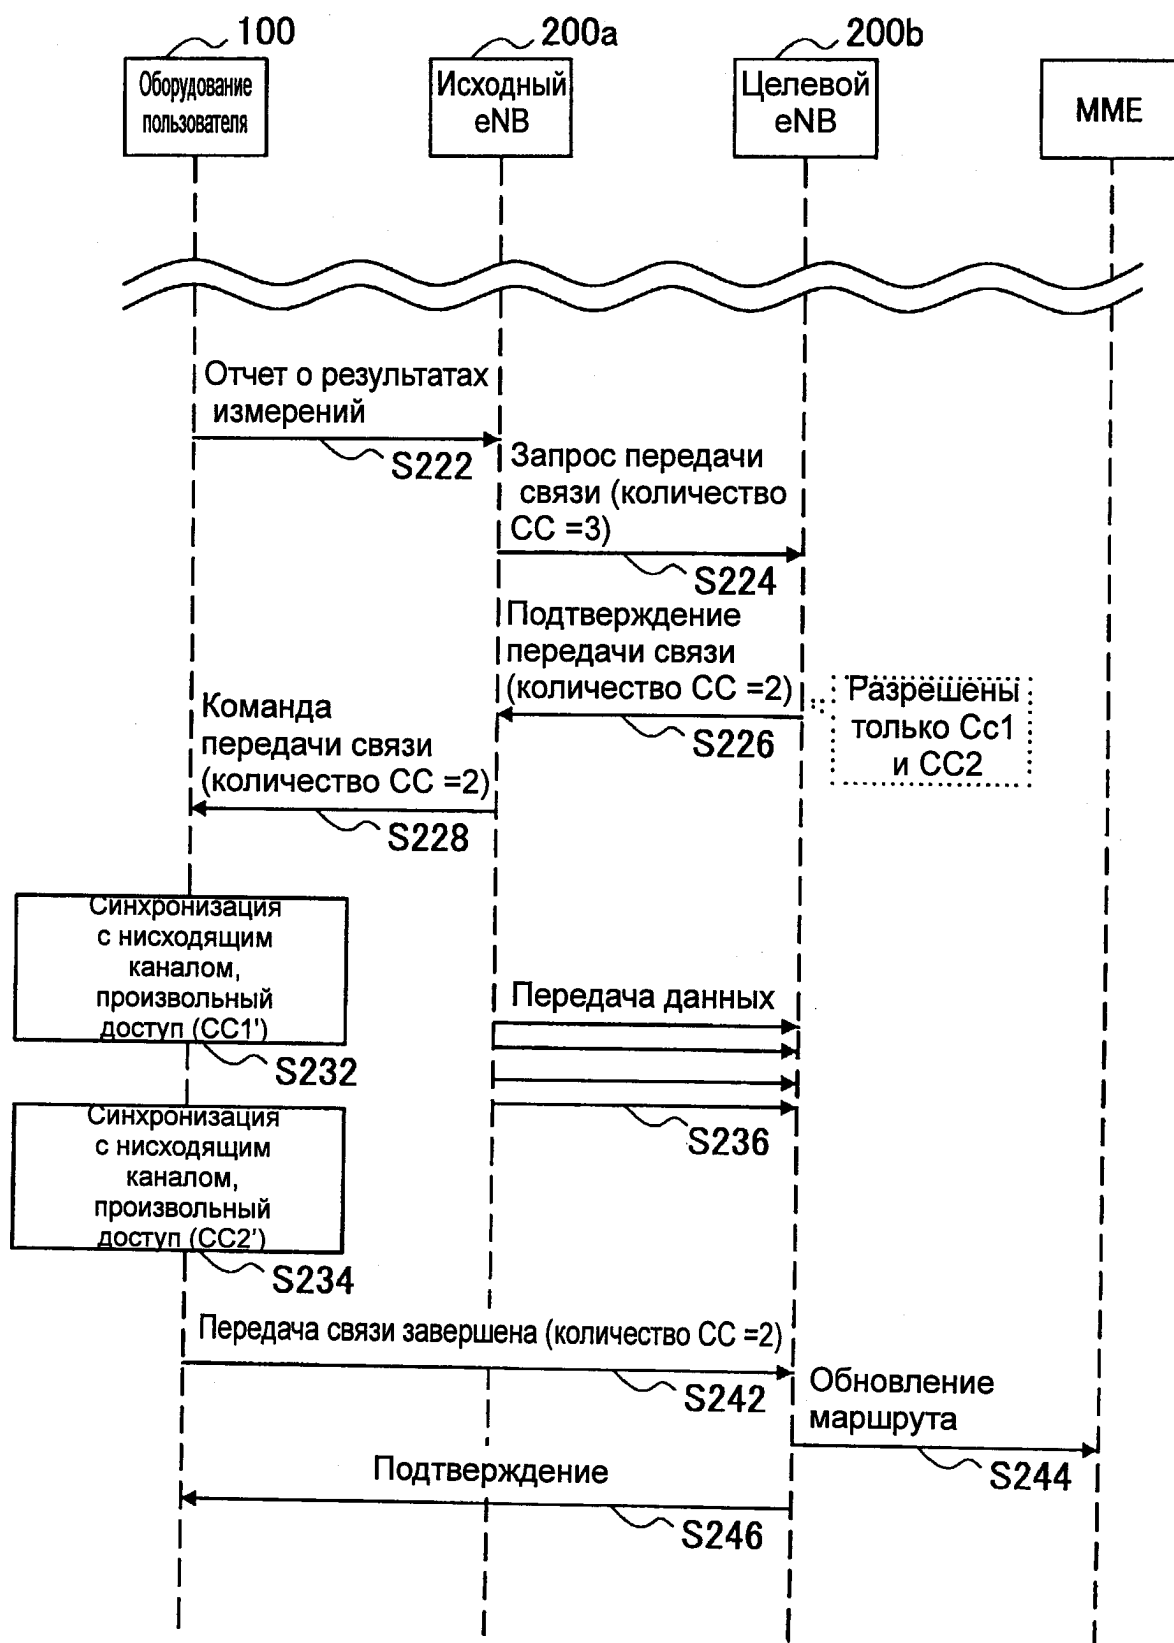 100
200a
200b
Оборудование
пользователя
Исходный
eNB
Целевой
eNB
MME
Отчет о результатах
измерений
S222
Запрос передачи
связи (количество
CC =3)
S224
Подтверждение
передачи связи
(количество CC =2)
S226
Разрешены
только Cc1
и CC2
Команда
передачи связи
(количество CC =2)
S228
Синхронизация
с нисходящим
каналом,
произвольный
доступ (CC1')
S232
Передача данных
S236
Синхронизация
с нисходящим
каналом,
произвольный
доступ (CC2')
S234
Передача связи завершена (количество CC =2)
S242
Обновление
маршрута
S244
Подтверждение
S246